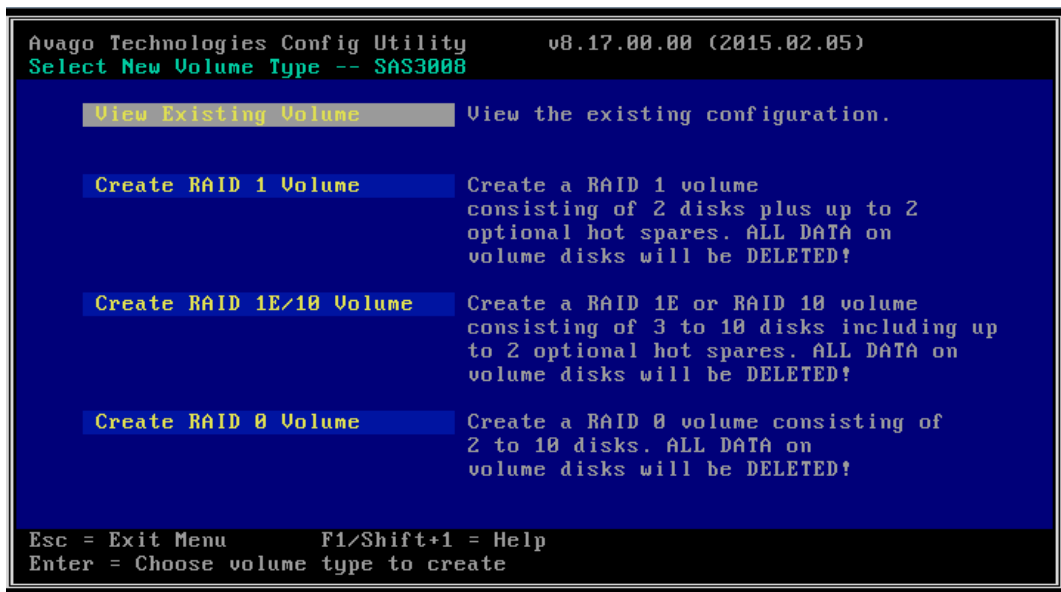 Avago Technologies Config Utility v8.17.00.00 (2015.02.05)
Select New Volume Type -- SAS3008
View Existing Volume View the existing configuration.
Create RAID 1 Volume Create a RAID 1 volume
consisting of 2 disks plus up to 2
optional hot spares. ALL DATA on
volume disks will be DELETED!
Create RAID 1E/10 Volume Create a RAID 1E or RAID 10 volume
consisting of 3 to 10 disks including up
to 2 optional hot spares. ALL DATA on
volume disks will be DELETED!
Create RAID 0 Volume Create a RAID 0 volume consisting of
2 to 10 disks. ALL DATA on
volume disks will be DELETED!
Esc = Exit Menu F1/Shift+1 = Help
Enter = Choose volume type to create